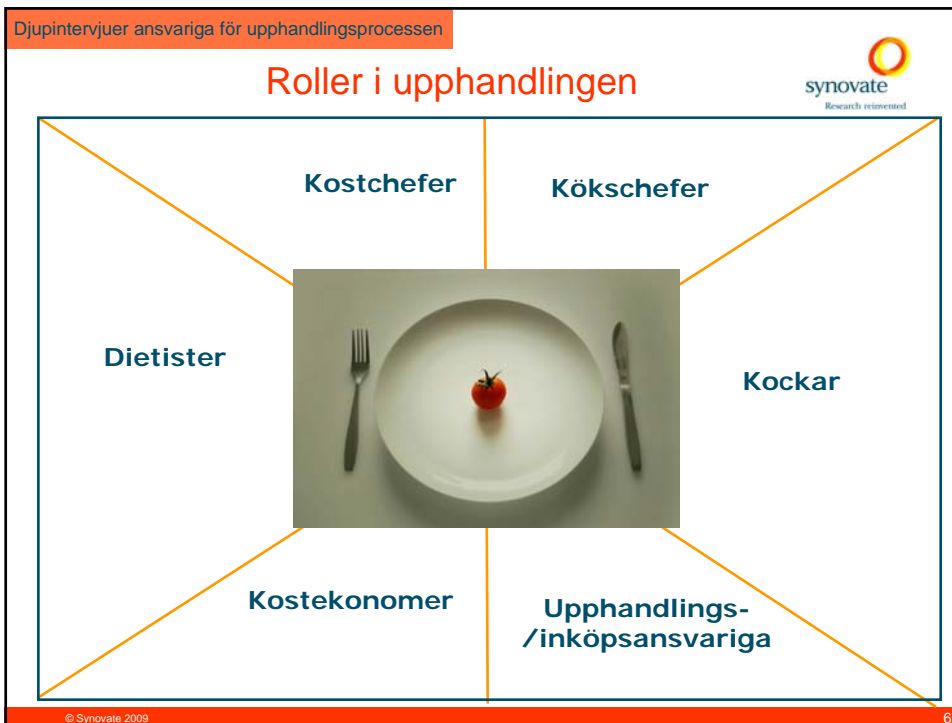 Djupintervjuer ansvariga för upphandlingsprocessen
Roller i upphandlingen
synovate
Research reinvented
Kostchefer
Kökschefer
Dietister
Kockar
Kostekonomer
Upphandlings-
/inköpsansvariga
© Synovate 2009
6